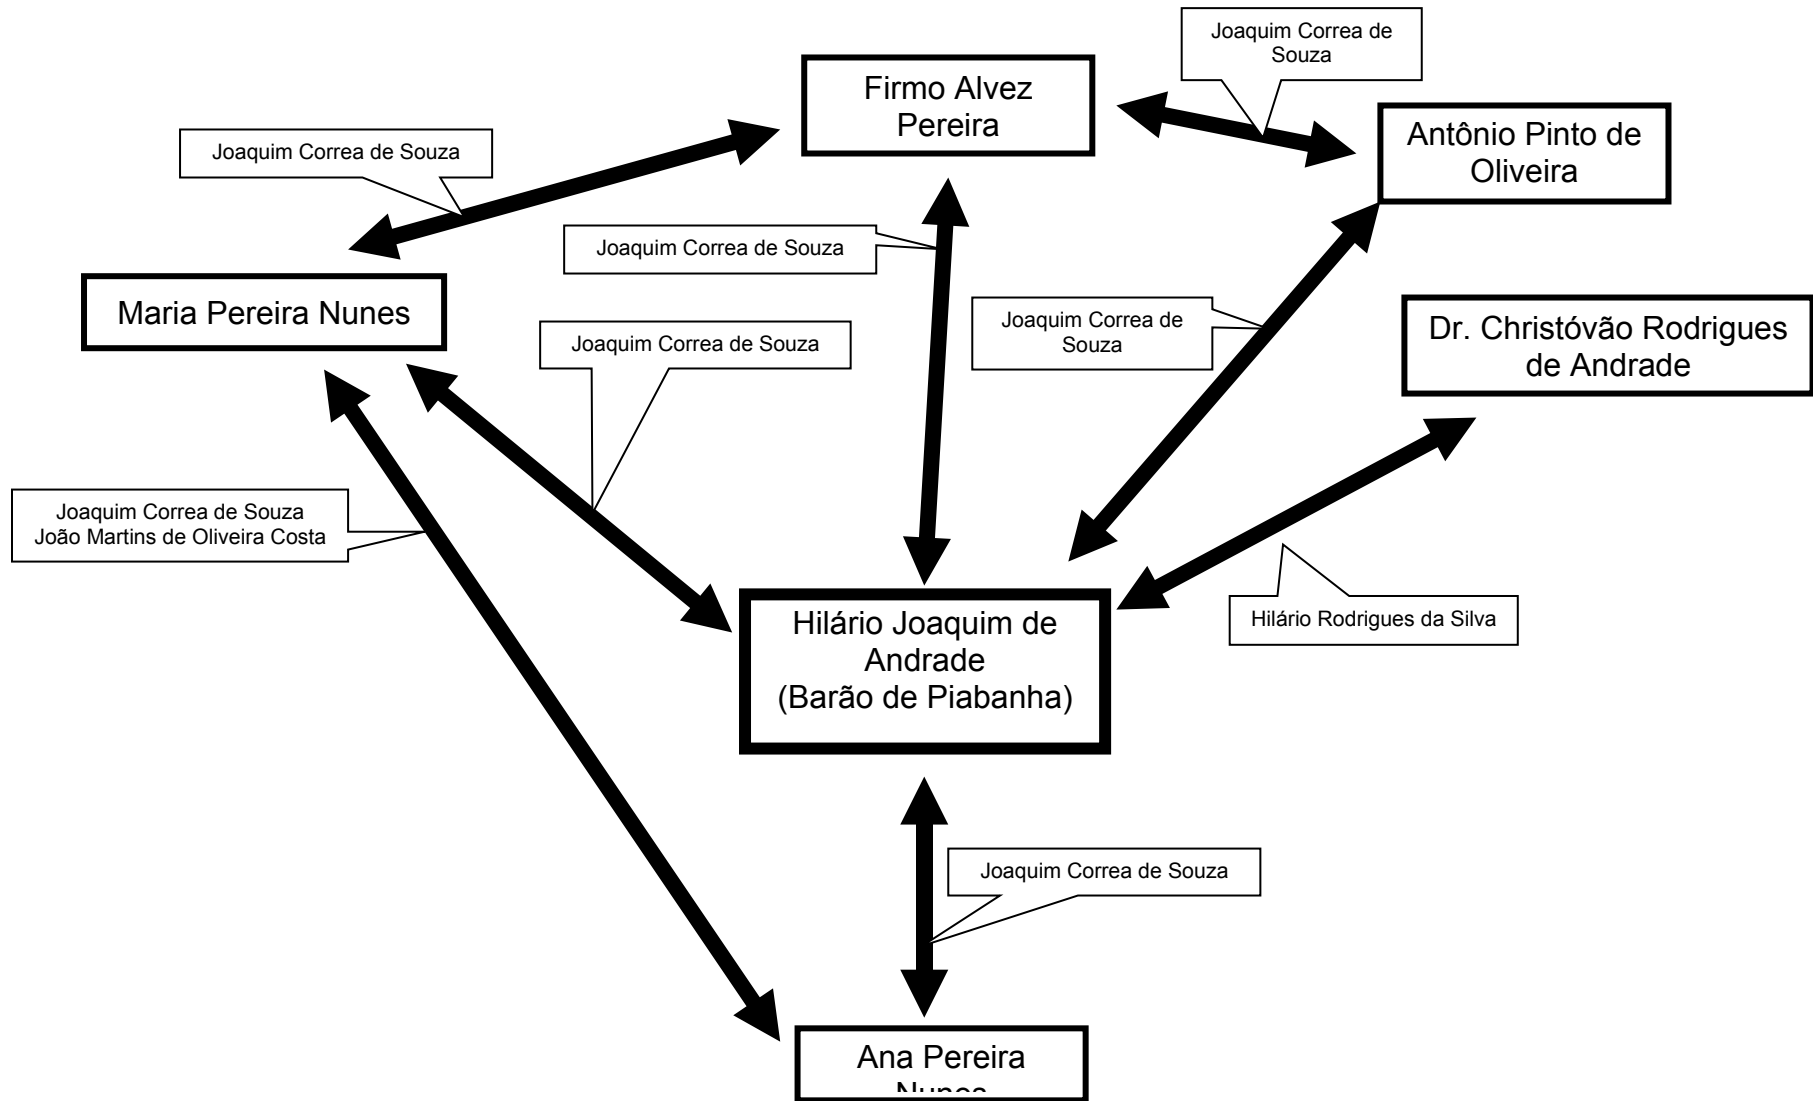 Joaquim Correa de
Souza
Firmo Alvez
Pereira
Antônio Pinto de
Oliveira
Joaquim Correa de Souza
Joaquim Correa de Souza
Maria Pereira Nunes
Joaquim Correa de
Souza
Dr. Christóvão Rodrigues
de Andrade
Joaquim Correa de Souza
Joaquim Correa de Souza
João Martins de Oliveira Costa
Hilário Joaquim de
Andrade
(Barão de Piabanha)
Hilário Rodrigues da Silva
Joaquim Correa de Souza
Ana Pereira
Nunes